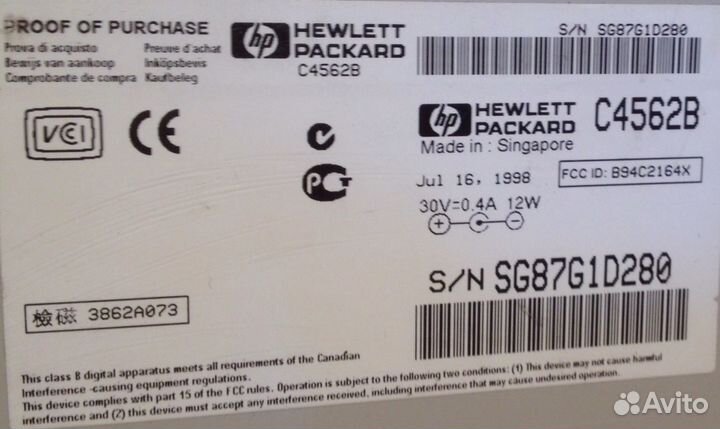 PROOF OF PURCHASE
Prova di acquisto Preuve d'achat
Bewijs van aankoop Inköpsbevis
Comprobante de compra Kaufbeleg
hp HEWLETT
PACKARD
C4562B
S/N SG87G1D280
VCCI CE
hp HEWLETT
PACKARD C4562B
Made in : Singapore
Jul 16, 1998 FCC ID: B94C2164X
30V=0.4A 12W
S/N SG87G1D280
檢磁 3862A073
This class B digital apparatus meets all requirements of the Canadian
Interference -causing equipment regulations.
This device complies with part 15 of the FCC rules. Operation is subject to the following two conditions: (1) This device may not cause harmful
interference and (2) this device must accept any interference received, including interference that may cause undesired operation.
Avito